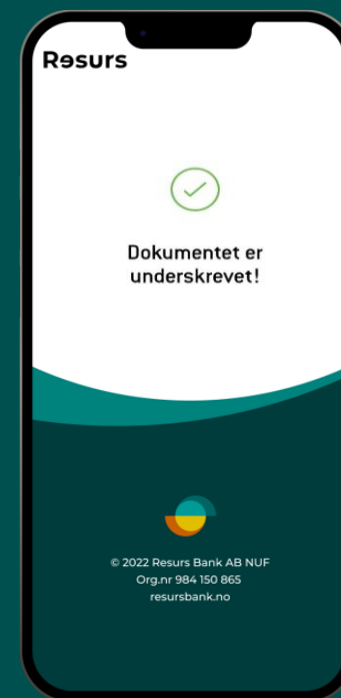 Resurs
Dokumentet er
underskrevet!
© 2022 Resurs Bank AB NUF
Org.nr 984 150 865
resursbank.no